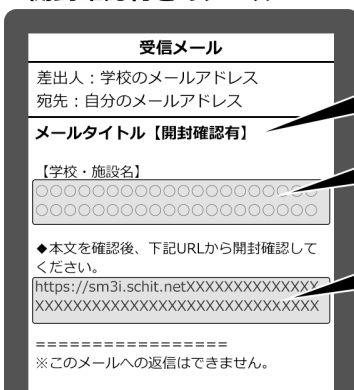 受信メール
差出人：学校のメールアドレス
宛先：自分のメールアドレス
メールタイトル【開封確認有】
【学校・施設名】
○○○○○○○○○○○○○○○○○○○○
○○○○○○○○○○○○○○○○○○○○
◆本文を確認後、下記URLから開封確認して
ください。
https://sm3i.schit.netXXXXXXXXXXXXX
XXXXXXXXXXXXXXXXXXXXXXXXXXXXX
=================
※このメールへの返信はできません。